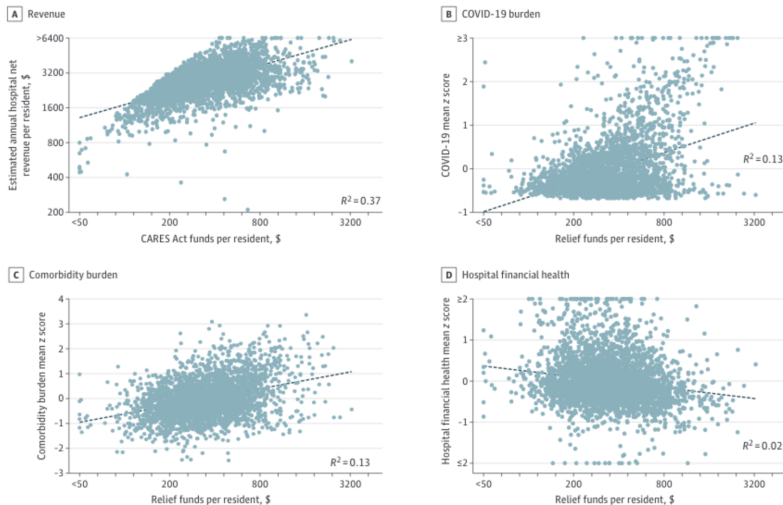 A Revenue
Estimated annual hospital net
revenue per resident, $
>6400
3200
1600
800
400
200
R²=0.37
<50 200 800 3200
CARES Act funds per resident, $
B COVID-19 burden
COVID-19 mean z score
≥3
2
1
0
-1
R²=0.13
<50 200 800 3200
Relief funds per resident, $
C Comorbidity burden
Comorbidity burden mean z score
4
3
2
1
0
-1
-2
-3
R²=0.13
<50 200 800 3200
Relief funds per resident, $
D Hospital financial health
Hospital financial health mean z score
≥2
1
0
-1
≤2
R²=0.02
<50 200 800 3200
Relief funds per resident, $